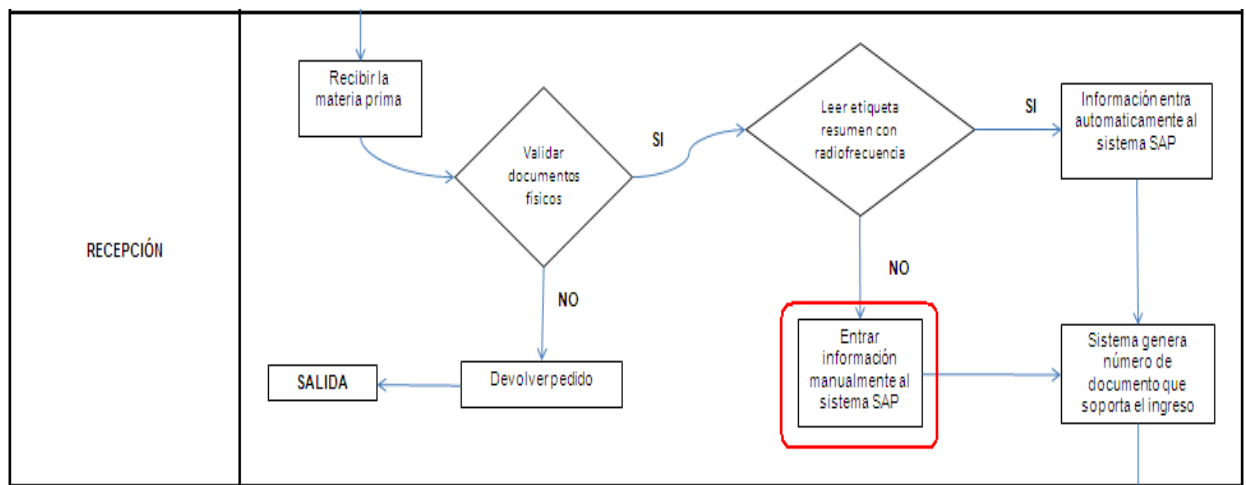 RECEPCIÓN
Recibir la
materia prima
Validar
documentos
físicos
SI
Leer etiqueta
resumen con
radiofrecuencia
SI
Información entra
automaticamente al
sistema SAP
NO
NO
Entrar
información
manualmente al
sistema SAP
Sistema genera
número de
documento que
soporta el ingreso
Devolver pedido
SALIDA